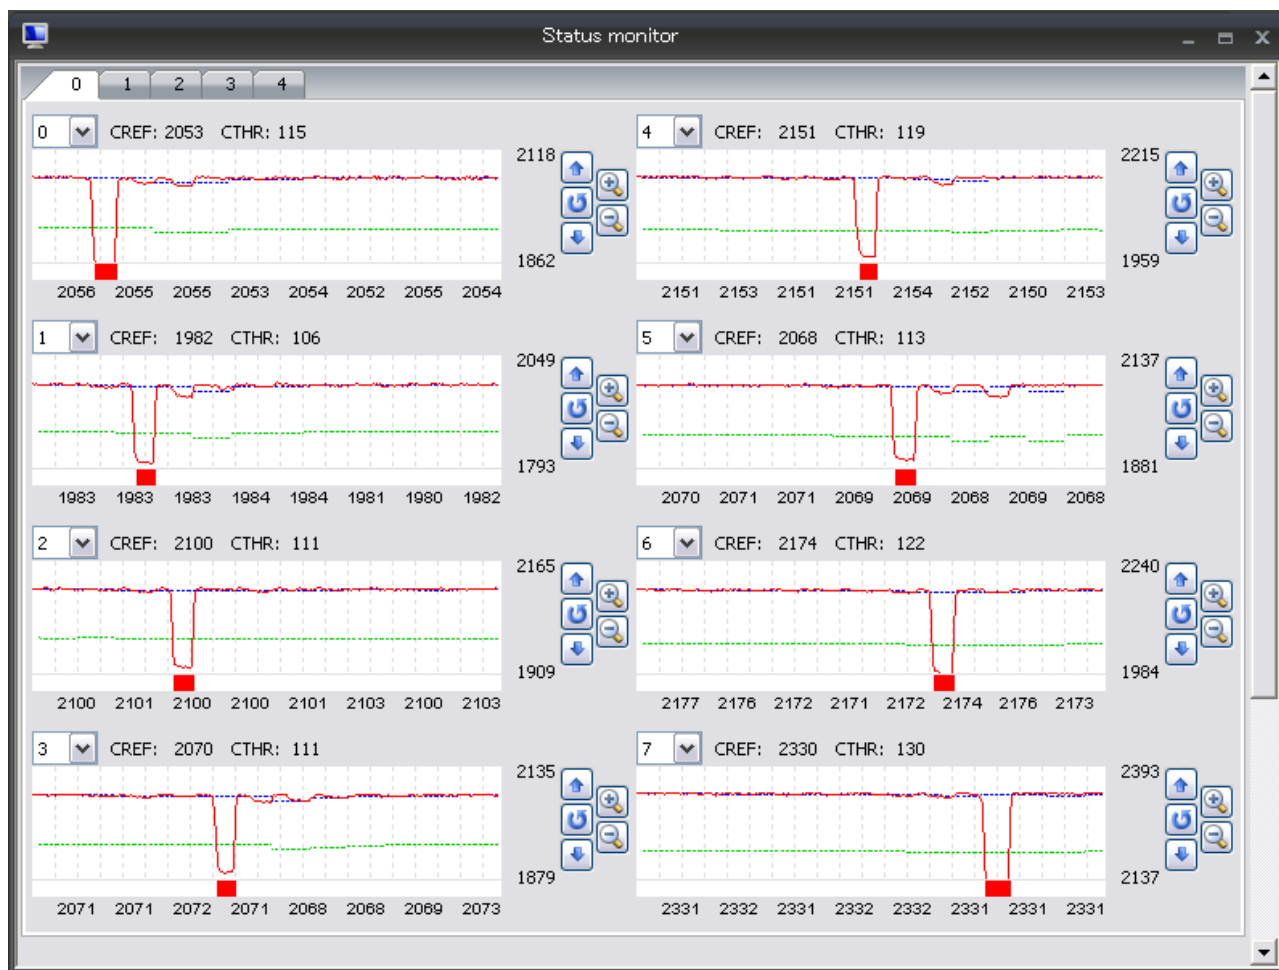 Status monitor
0 1 2 3 4
0 CREF: 2053 CTHR: 115
2118
1862
2056 2055 2055 2053 2054 2052 2055 2054
4 CREF: 2151 CTHR: 119
2215
1959
2151 2153 2151 2151 2154 2152 2150 2153
1 CREF: 1982 CTHR: 106
2049
1793
1983 1983 1983 1984 1984 1981 1980 1982
5 CREF: 2068 CTHR: 113
2137
1881
2070 2071 2071 2069 2069 2068 2069 2068
2 CREF: 2100 CTHR: 111
2165
1909
2100 2101 2100 2100 2101 2103 2100 2103
6 CREF: 2174 CTHR: 122
2240
1984
2177 2176 2172 2171 2172 2174 2176 2173
3 CREF: 2070 CTHR: 111
2135
1879
2071 2071 2072 2071 2068 2068 2069 2073
7 CREF: 2330 CTHR: 130
2393
2137
2331 2332 2331 2332 2332 2331 2331 2331